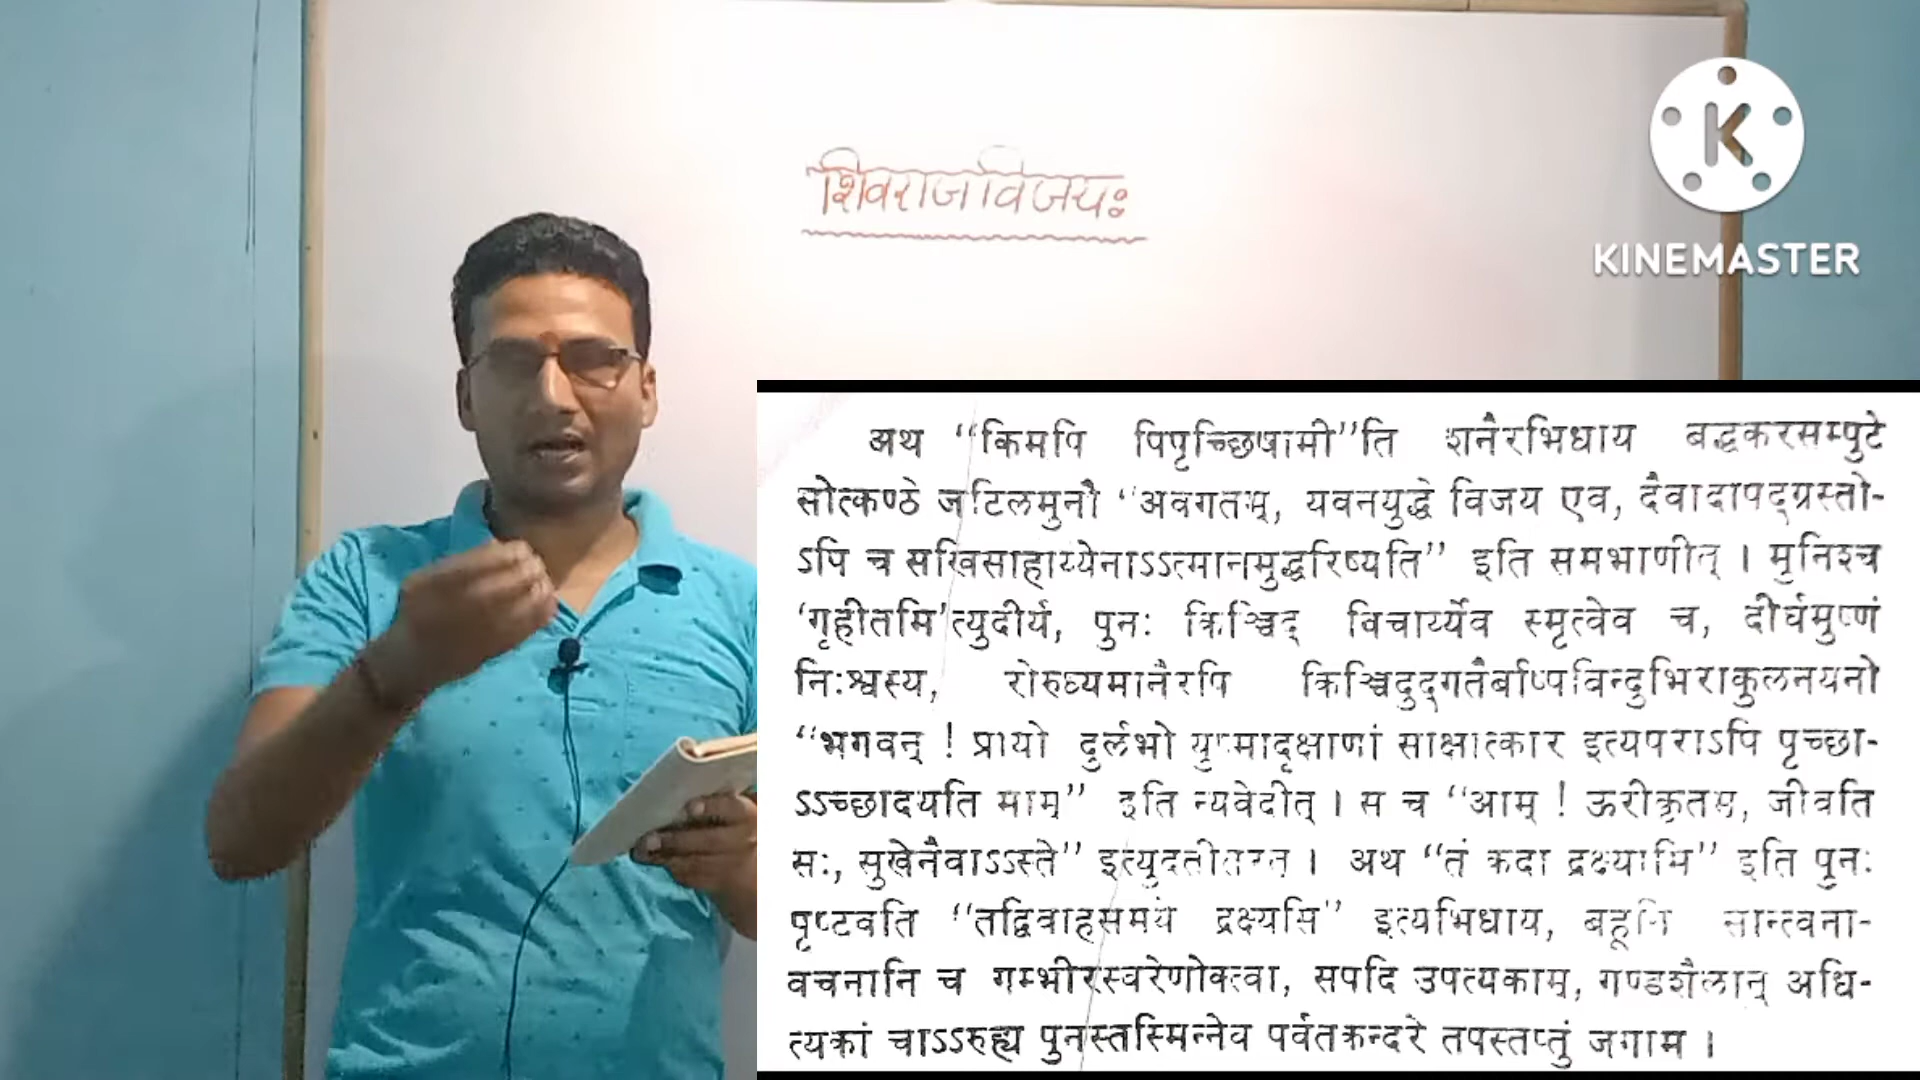 शिवराजविजयः
KINEMASTER
अथ “किमपि पिपृच्छिषामी”ति शनैरभिधाय बद्धकरसम्पुटे
सोत्कण्ठे जटिलमुनौ “अवगतम्, यवनयुद्धे विजय एव, दैवादापद्ग्रस्तो-
ऽपि च सखिसाहाय्येनाऽऽत्मानमुद्धरिष्यति” इति समभाणीत् । मुनिश्च
‘गृहीतमि’त्युदीर्य, पुनः किञ्चिद् विचार्य्येव स्मृत्वेव च, दीर्घमुष्णं
निःश्वस्य, रोरुध्यमानैरपि किञ्चिदुद्गतैर्बाष्पविन्दुभिराकुलनयनो
“भगवन् ! प्रायो दुर्लभो युष्मादृक्षाणां साक्षात्कार इत्यपराऽपि पृच्छा-
ऽऽच्छादयति माम्” इति न्यवेदीत् । स च “आम् ! ऊरीकृतम्, जीवति
सः, सुखेनैवाऽऽस्ते” इत्युदतीतरत् । अथ “तं कदा द्रक्ष्यामि” इति पुनः
पृष्टवति “तद्विवाहसमये द्रक्ष्यसि” इत्यभिधाय, बहूनि सान्त्वना-
वचनानि च गम्भीरस्वरेणोक्त्वा, सपदि उपत्यकाम्, गण्डशैलान् अधि-
त्यकां चाऽऽरुह्य पुनस्तस्मिन्नेव पर्वतकन्दरे तपस्तप्तुं जगाम ।